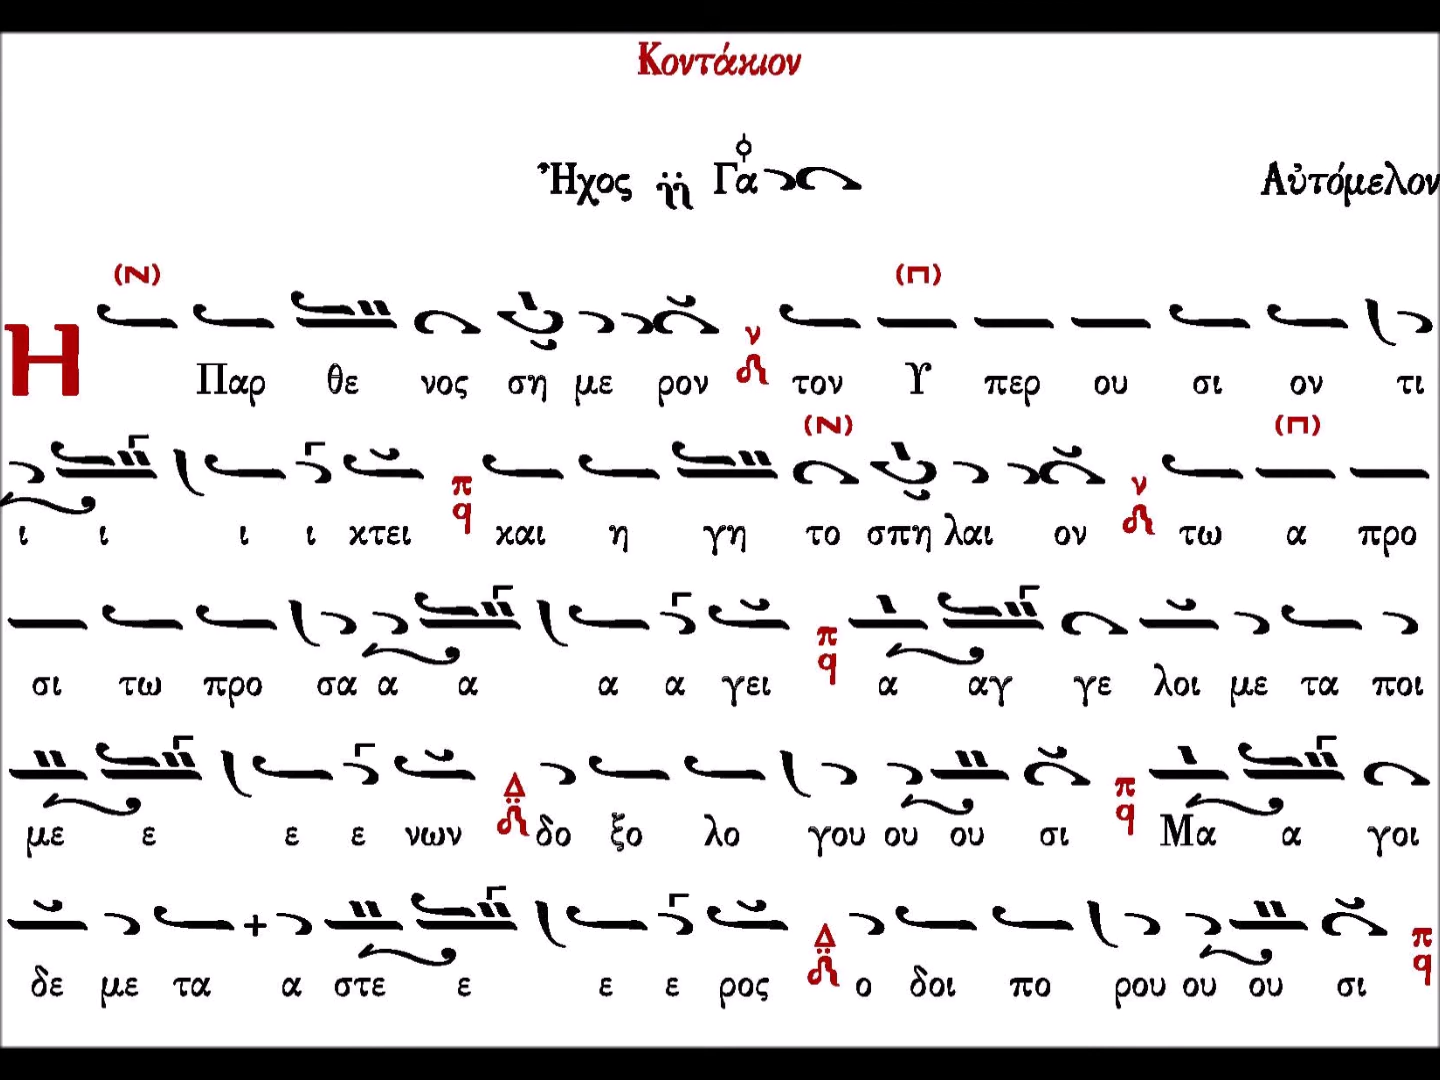 Κοντάκιον
Ἦχος η̈η Γα Αὐτόμελον
(Ν) (Π)
Η Παρ θε νος ση με ρον ν τον Υ περ ου σι ον τι
(Ν) (Π)
ι ι ι ι κτει π q και η γη το σπη λαι ον ν τω α προ
σι τω προ σα α α α α γει π q α αγ γε λοι με τα ποι
με ε ε ε νων Δ δο ξο λο γου ου ου σι π q Μα α γοι
δε με τα α στε ε ε ε ρος Δ ο δοι πο ρου ου ου σι π q